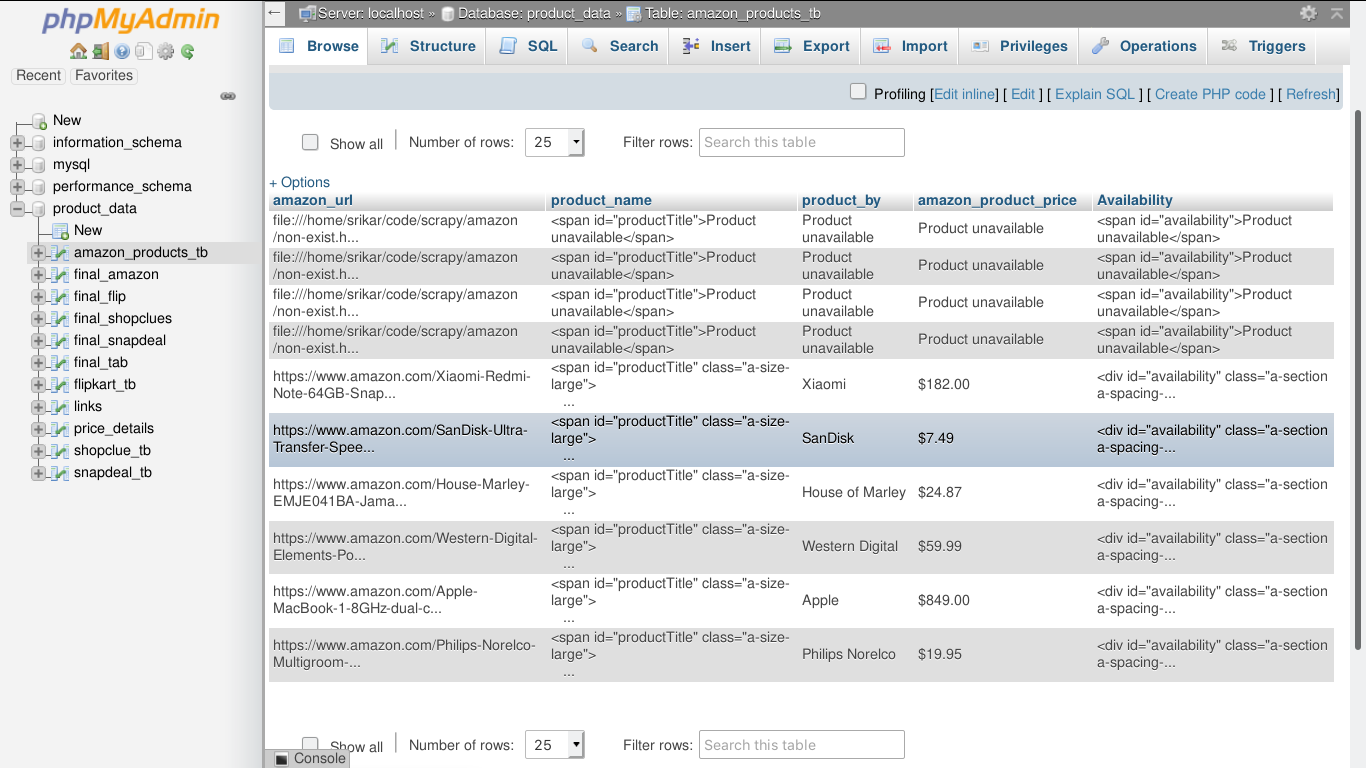 phpMyAdmin
Recent Favorites
New
information_schema
mysql
performance_schema
product_data
New
amazon_products_tb
final_amazon
final_flip
final_shopclues
final_snapdeal
final_tab
flipkart_tb
links
price_details
shopclue_tb
snapdeal_tb
← Server: localhost » Database: product_data » Table: amazon_products_tb
Browse Structure SQL Search Insert Export Import Privileges Operations Triggers
Profiling [Edit inline] [ Edit ] [ Explain SQL ] [ Create PHP code ] [ Refresh]
Show all | Number of rows: 25 Filter rows: Search this table
+ Options
amazon_url product_name product_by amazon_product_price Availability
file:///home/srikar/code/scrapy/amazon <span id="productTitle">Product Product Product unavailable <span id="availability">Product
/non-exist.h... unavailable</span> unavailable unavailable</span>
file:///home/srikar/code/scrapy/amazon <span id="productTitle">Product Product Product unavailable <span id="availability">Product
/non-exist.h... unavailable</span> unavailable unavailable</span>
file:///home/srikar/code/scrapy/amazon <span id="productTitle">Product Product Product unavailable <span id="availability">Product
/non-exist.h... unavailable</span> unavailable unavailable</span>
file:///home/srikar/code/scrapy/amazon <span id="productTitle">Product Product Product unavailable <span id="availability">Product
/non-exist.h... unavailable</span> unavailable unavailable</span>
https://www.amazon.com/Xiaomi-Redmi- <span id="productTitle" class="a-size- Xiaomi $182.00 <div id="availability" class="a-section
Note-64GB-Snap... large"> a-spacing-...
...
https://www.amazon.com/SanDisk-Ultra- <span id="productTitle" class="a-size- SanDisk $7.49 <div id="availability" class="a-section
Transfer-Spee... large"> a-spacing-...
...
https://www.amazon.com/House-Marley- <span id="productTitle" class="a-size- House of Marley $24.87 <div id="availability" class="a-section
EMJE041BA-Jama... large"> a-spacing-...
...
https://www.amazon.com/Western-Digital- <span id="productTitle" class="a-size- Western Digital $59.99 <div id="availability" class="a-section
Elements-Po... large"> a-spacing-...
...
https://www.amazon.com/Apple- <span id="productTitle" class="a-size- Apple $849.00 <div id="availability" class="a-section
MacBook-1-8GHz-dual-c... large"> a-spacing-...
...
https://www.amazon.com/Philips-Norelco- <span id="productTitle" class="a-size- Philips Norelco $19.95 <div id="availability" class="a-section
Multigroom-... large"> a-spacing-...
...
Show all | Number of rows: 25 Filter rows: Search this table
Console